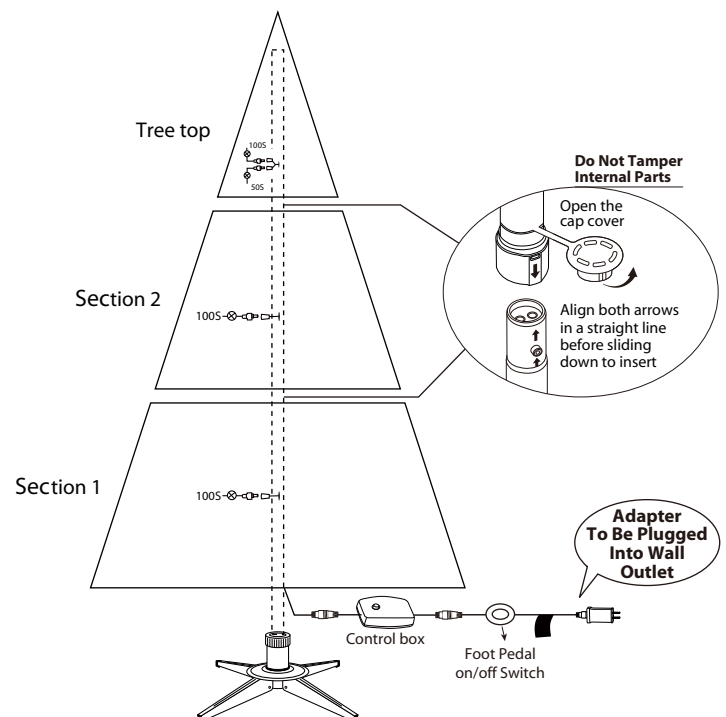 Tree top
100S
50S
Do Not Tamper
Internal Parts
Open the
cap cover
Align both arrows
in a straight line
before sliding
down to insert
Section 2
100S
Section 1
100S
Adapter
To Be Plugged
Into Wall
Outlet
Control box
Foot Pedal
on/off Switch